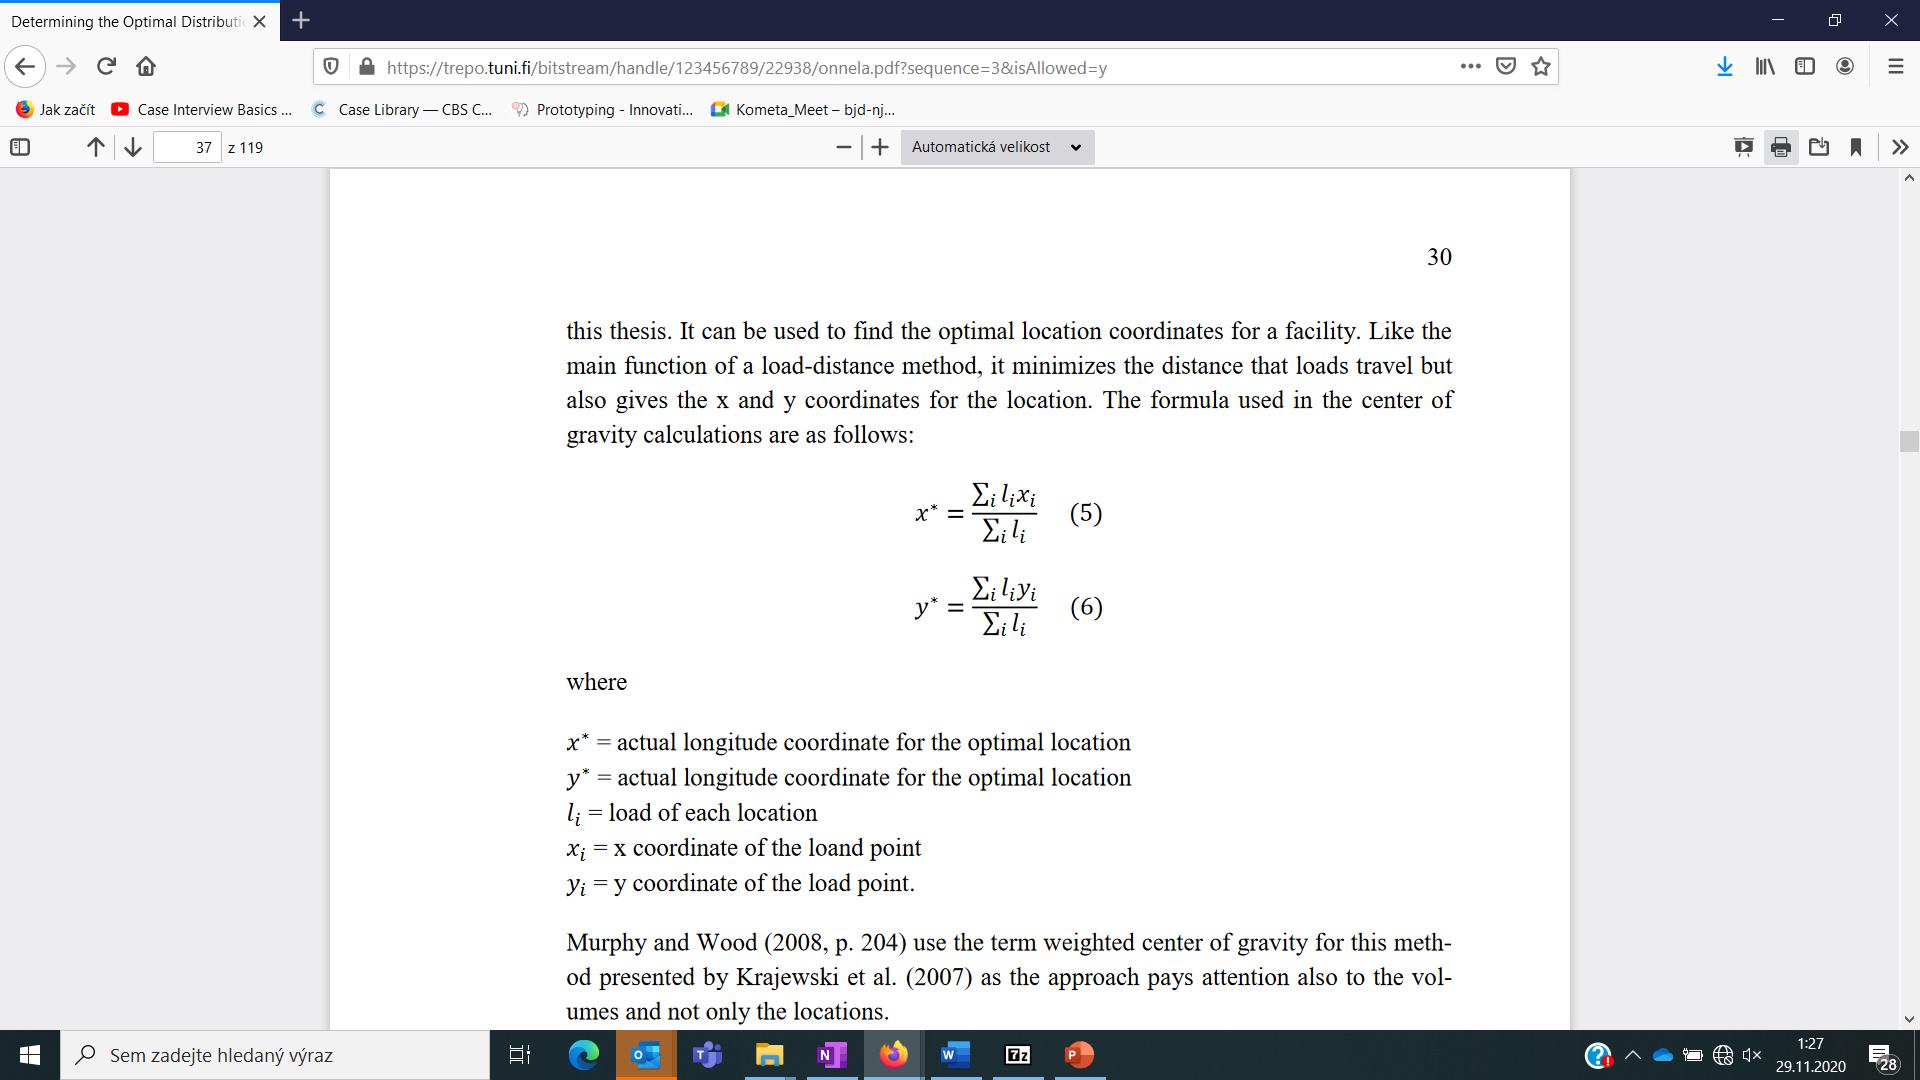 Determining the Optimal Distributio
https://trepo.tuni.fi/bitstream/handle/123456789/22938/onnela.pdf?sequence=3&isAllowed=y
Jak začít Case Interview Basics ... Case Library — CBS C... Prototyping - Innovati... Kometa_Meet – bjd-nj...
37 z 119 Automatická velikost
30
this thesis. It can be used to find the optimal location coordinates for a facility. Like the
main function of a load-distance method, it minimizes the distance that loads travel but
also gives the x and y coordinates for the location. The formula used in the center of
gravity calculations are as follows:
x* = ∑i li xi / ∑i li (5)
y* = ∑i li yi / ∑i li (6)
where
x* = actual longitude coordinate for the optimal location
y* = actual longitude coordinate for the optimal location
li = load of each location
xi = x coordinate of the loand point
yi = y coordinate of the load point.
Murphy and Wood (2008, p. 204) use the term weighted center of gravity for this meth-
od presented by Krajewski et al. (2007) as the approach pays attention also to the vol-
umes and not only the locations.
Sem zadejte hledaný výraz
1:27
29.11.2020
28